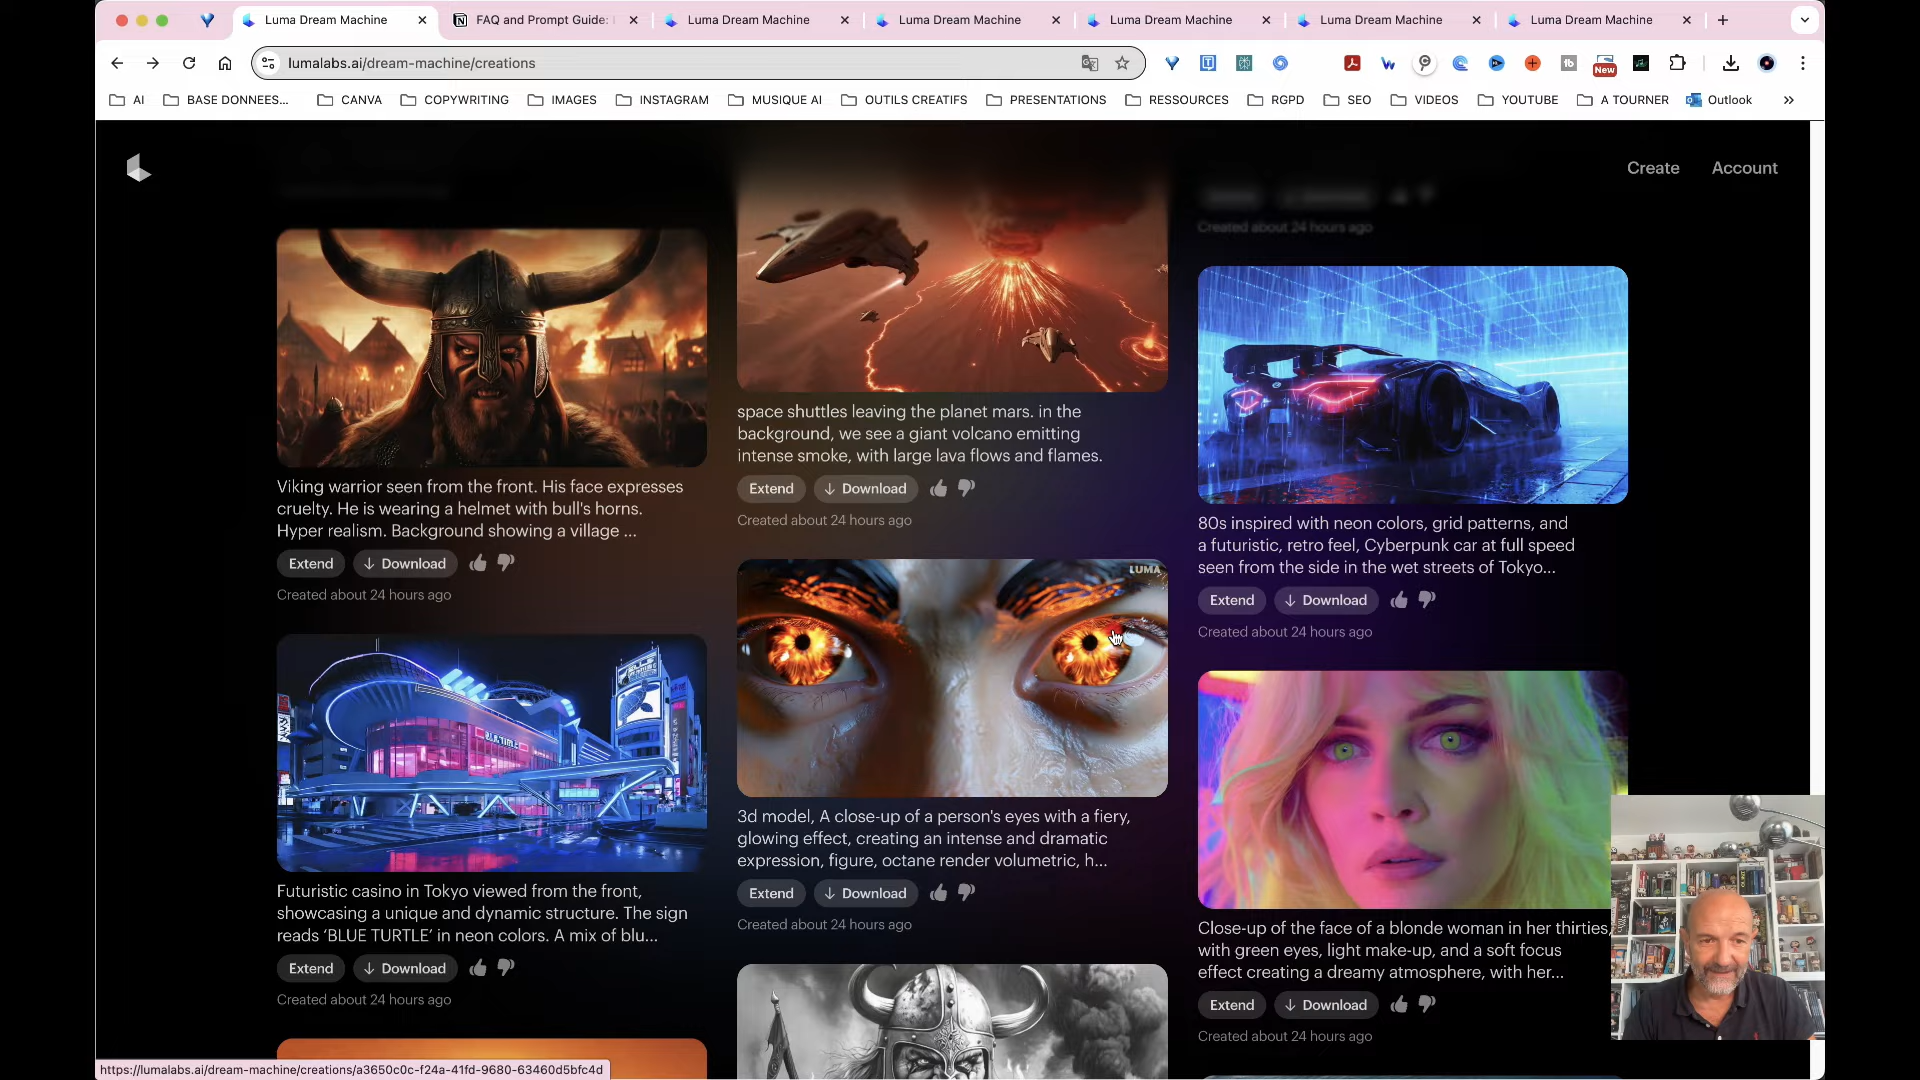 Luma Dream Machine
FAQ and Prompt Guide:
Luma Dream Machine
Luma Dream Machine
Luma Dream Machine
Luma Dream Machine
Luma Dream Machine
lumalabs.ai/dream-machine/creations
New
AI
BASE DONNEES...
CANVA
COPYWRITING
IMAGES
INSTAGRAM
MUSIQUE AI
OUTILS CREATIFS
PRESENTATIONS
RESSOURCES
RGPD
SEO
VIDEOS
YOUTUBE
A TOURNER
Outlook
Create
Account
Viking warrior seen from the front. His face expresses
cruelty. He is wearing a helmet with bull's horns.
Hyper realism. Background showing a village ...
Extend
Download
Created about 24 hours ago
Futuristic casino in Tokyo viewed from the front,
showcasing a unique and dynamic structure. The sign
reads ‘BLUE TURTLE’ in neon colors. A mix of blu...
Extend
Download
Created about 24 hours ago
space shuttles leaving the planet mars. in the
background, we see a giant volcano emitting
intense smoke, with large lava flows and flames.
Extend
Download
Created about 24 hours ago
LUMA
3d model, A close-up of a person's eyes with a fiery,
glowing effect, creating an intense and dramatic
expression, figure, octane render volumetric, h...
Extend
Download
Created about 24 hours ago
Created about 24 hours ago
80s inspired with neon colors, grid patterns, and
a futuristic, retro feel, Cyberpunk car at full speed
seen from the side in the wet streets of Tokyo...
Extend
Download
Created about 24 hours ago
Close-up of the face of a blonde woman in her thirties,
with green eyes, light make-up, and a soft focus
effect creating a dreamy atmosphere, with her...
Extend
Download
Created about 24 hours ago
https://lumalabs.ai/dream-machine/creations/a3650c0c-f24a-41fd-9680-63460d5bfc4d